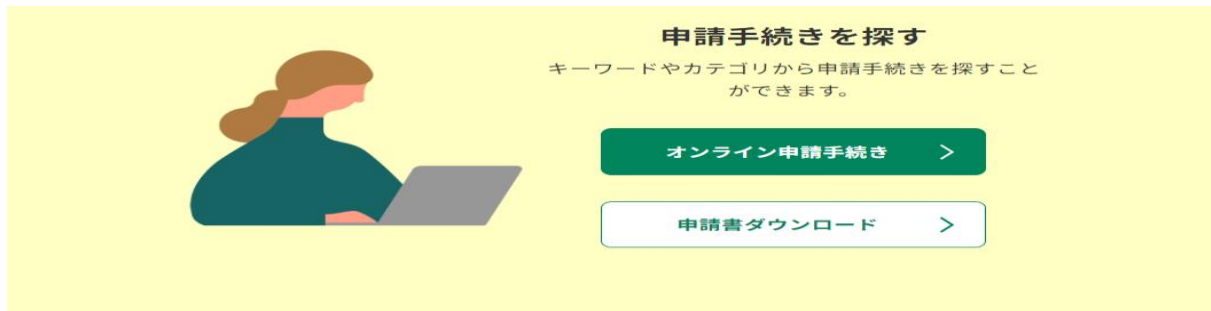 申請手続きを探す
キーワードやカテゴリから申請手続きを探すこと
ができます。
オンライン申請手続き
申請書ダウンロード